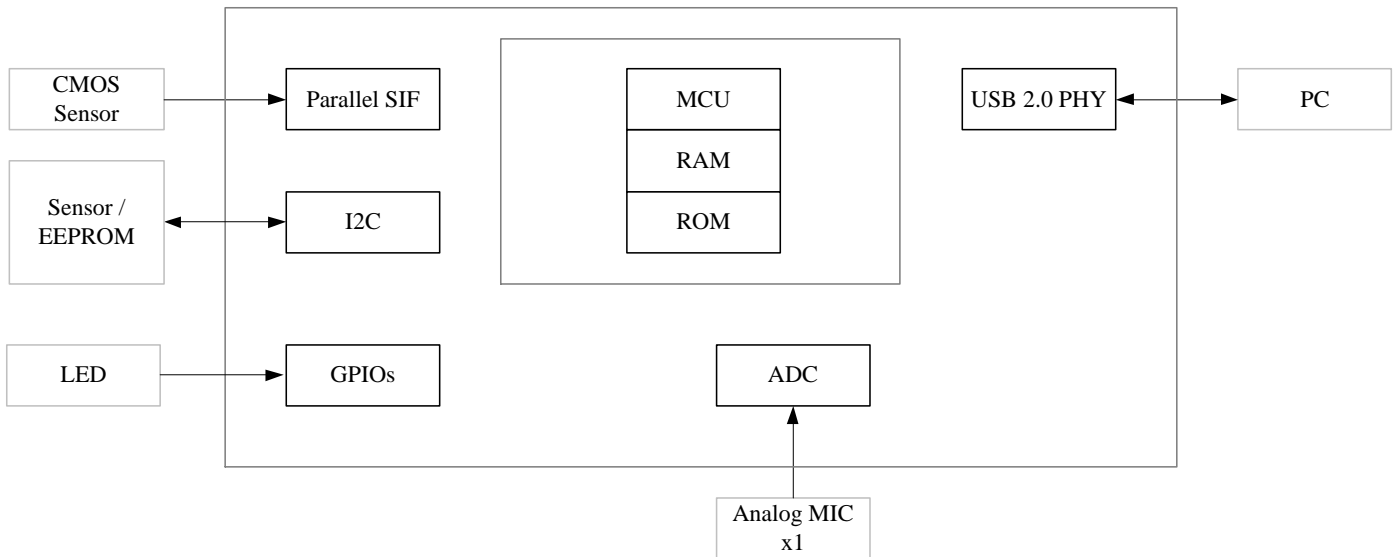 CMOS
Sensor
Parallel SIF
MCU
USB 2.0 PHY
PC
RAM
Sensor /
EEPROM
I2C
ROM
LED
GPIOs
ADC
Analog MIC
x1